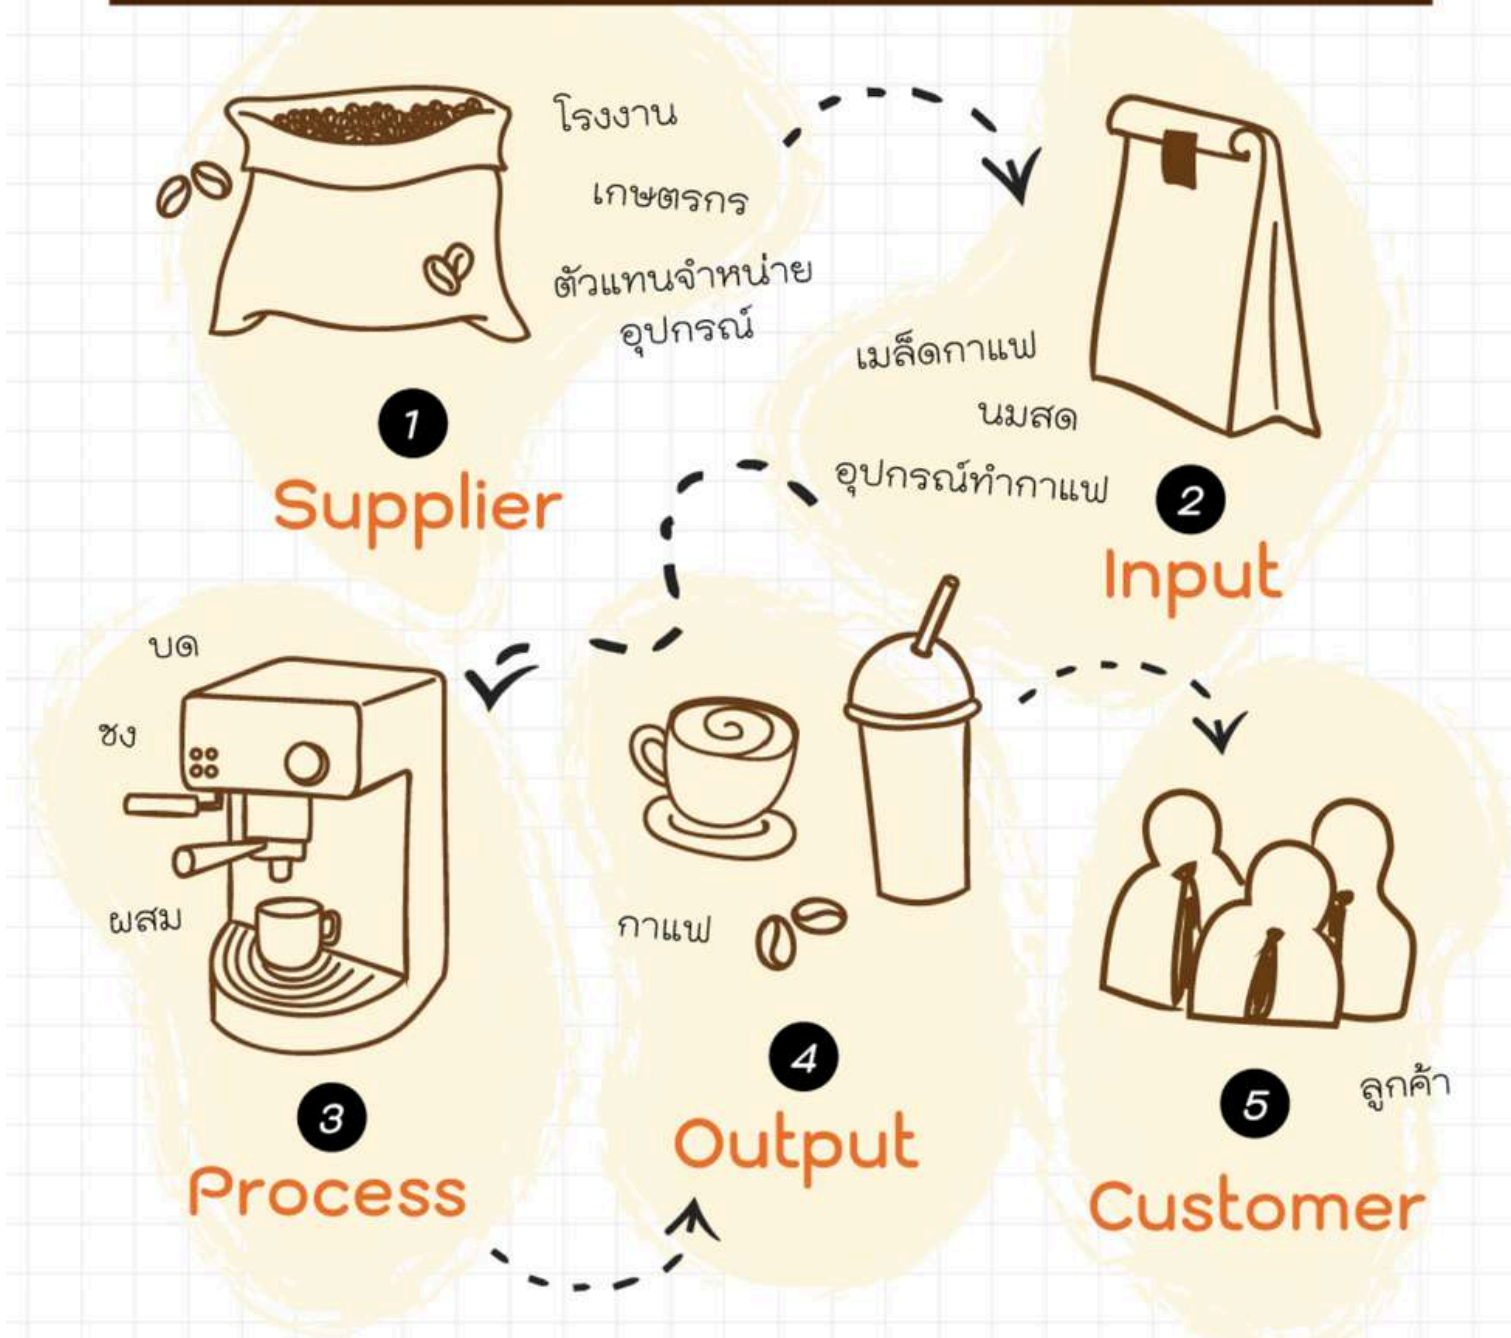 โรงงาน
เกษตรกร
ตัวแทนจำหน่าย
อุปกรณ์
1
Supplier
เมล็ดกาแฟ
นมสด
อุปกรณ์ทำกาแฟ
2
Input
บด
ชง
ผสม
3
Process
กาแฟ
4
Output
ลูกค้า
5
Customer